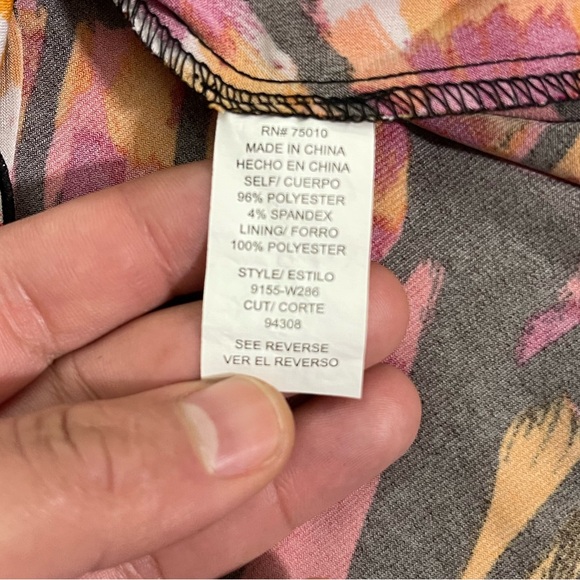 RN# 75010
MADE IN CHINA
HECHO EN CHINA
SELF/ CUERPO
96% POLYESTER
4% SPANDEX
LINING/ FORRO
100% POLYESTER
STYLE/ ESTILO
9155-W286
CUT/ CORTE
94308
SEE REVERSE
VER EL REVERSO